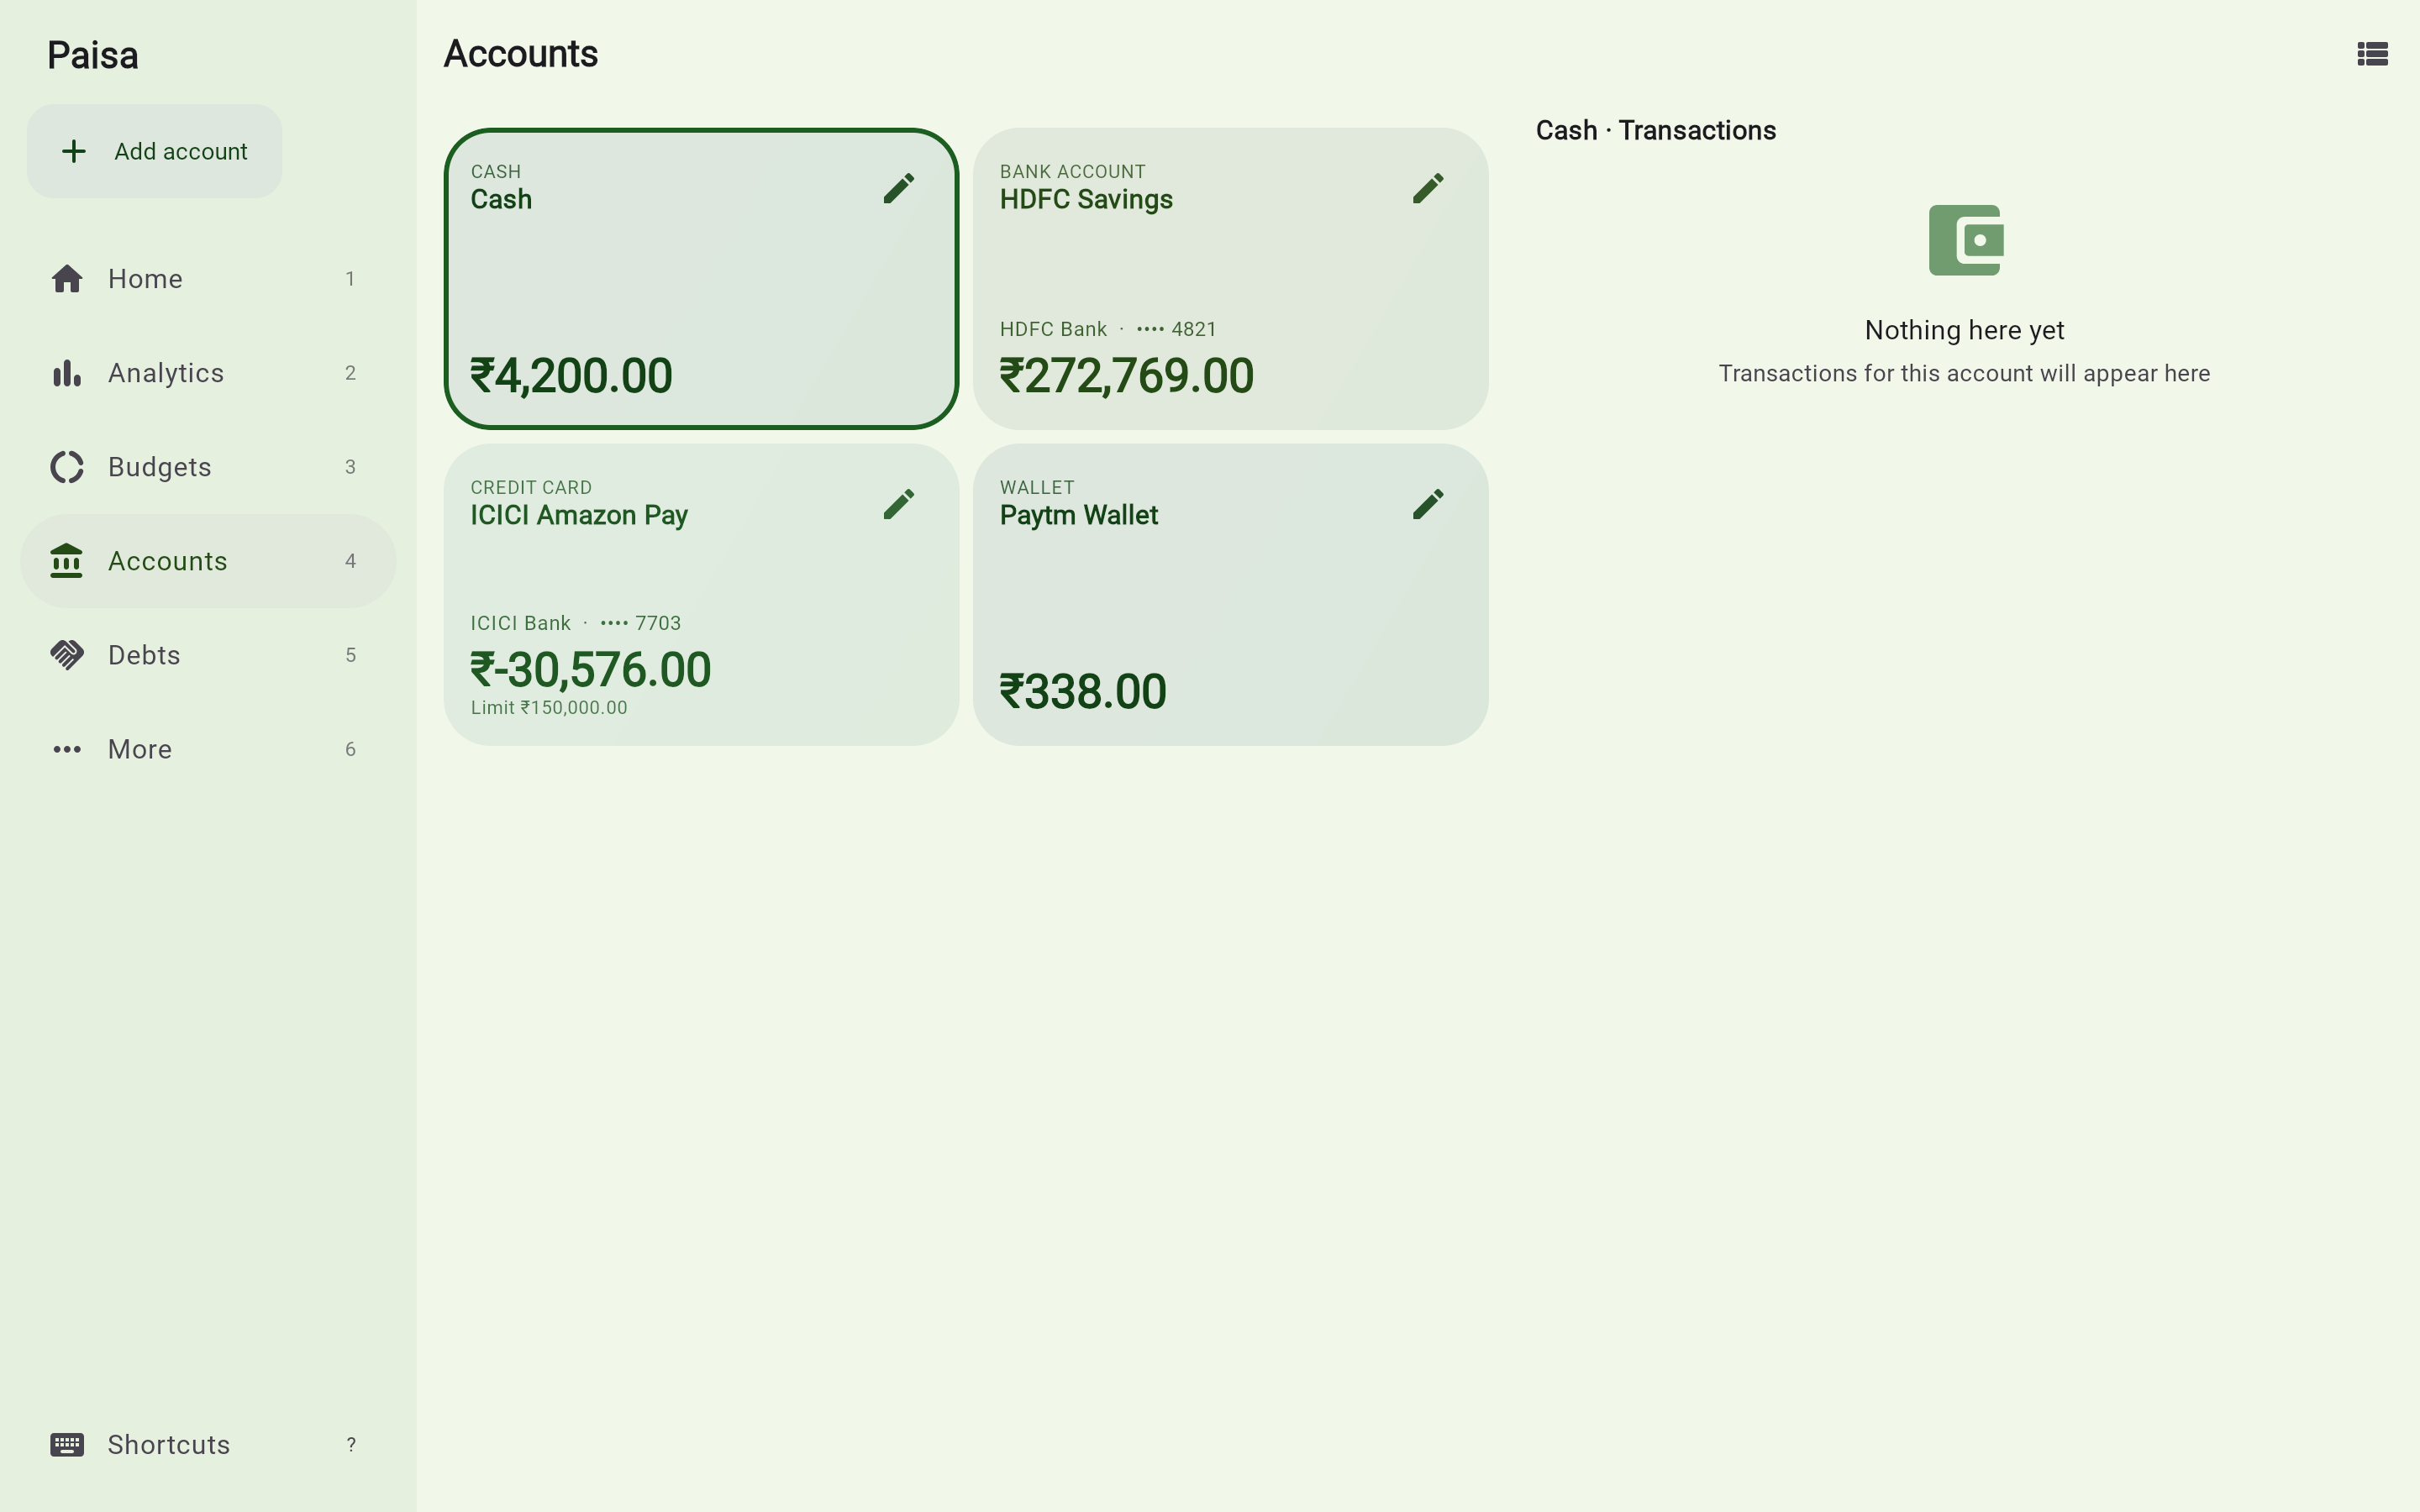 Paisa
Add account
Home 1
Analytics 2
Budgets 3
Accounts 4
Debts 5
More 6
Shortcuts ?
Accounts
CASH
Cash
₹4,200.00
BANK ACCOUNT
HDFC Savings
HDFC Bank · •••• 4821
₹272,769.00
CREDIT CARD
ICICI Amazon Pay
ICICI Bank · •••• 7703
₹-30,576.00
Limit ₹150,000.00
WALLET
Paytm Wallet
₹338.00
Cash · Transactions
Nothing here yet
Transactions for this account will appear here